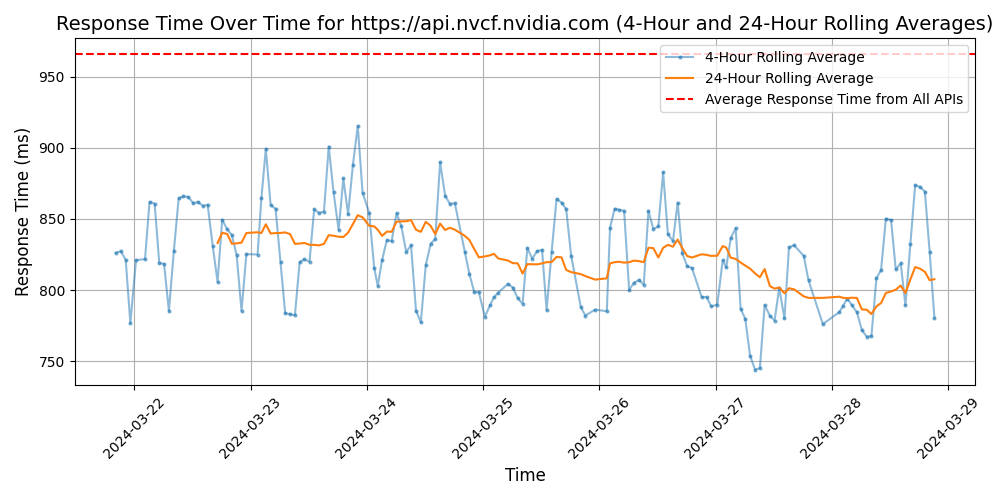 Response Time Over Time for https://api.nvcf.nvidia.com (4-Hour and 24-Hour Rolling Averages)
4-Hour Rolling Average
24-Hour Rolling Average
Average Response Time from All APIs
Response Time (ms)
950
900
850
800
750
2024-03-22
2024-03-23
2024-03-24
2024-03-25
2024-03-26
2024-03-27
2024-03-28
2024-03-29
Time